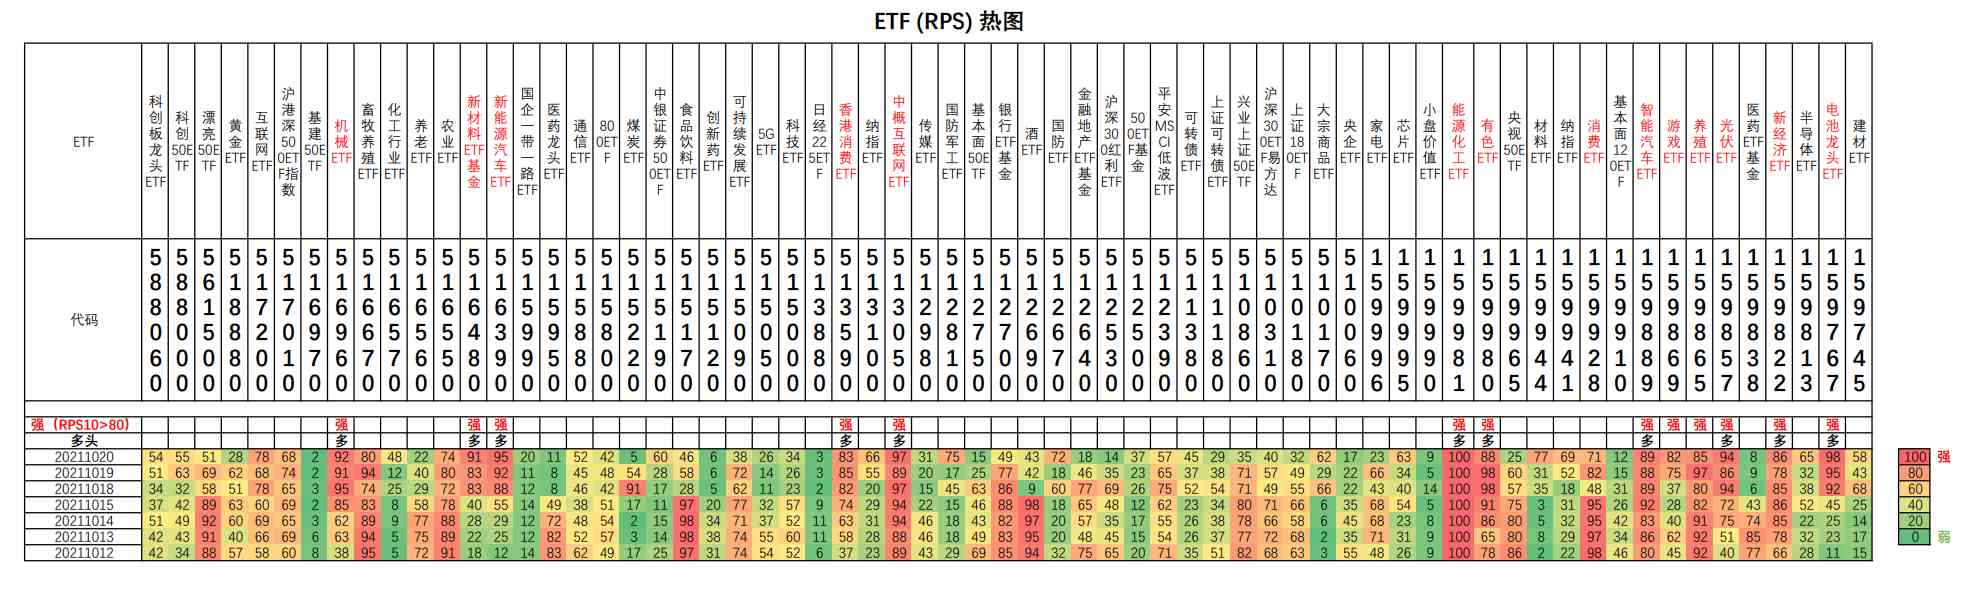 ETF (RPS) 热图
ETF 科创板龙头ETF 科创50ETF 漂亮50ETF 黄金ETF 互联网ETF 沪港深500ETF指数 基建50ETF 机械ETF 畜牧养殖ETF 化工行业ETF 养老ETF 农业ETF 新材料ETF基金 新能源汽车ETF 国企一带一路ETF 医药龙头ETF 通信ETF 800ETF 煤炭ETF 中银证券500ETF 食品饮料ETF 创新药ETF 可持续发展ETF 5GETF 科技ETF 日经225ETF 香港消费ETF 纳指ETF 中概互联网ETF 传媒ETF 国防军工ETF 基本面50ETF 银行ETF基金 酒ETF 国防ETF 金融地产ETF基金 沪深300红利ETF 500ETF基金 平安MSCI低波ETF 可转债ETF 上证可转债ETF 兴业上证50ETF 沪深300ETF易方达 上证180ETF 大宗商品ETF 央企ETF 家电ETF 芯片ETF 小盘价值ETF 能源化工ETF 有色ETF 央视50ETF 材料ETF 纳指ETF 消费ETF 基本面120ETF 智能汽车ETF 游戏ETF 养殖ETF 光伏ETF 医药ETF基金 新经济ETF 半导体ETF 电池龙头ETF 建材ETF
代码 588060 588000 561500 518880 517200 517010 516970 516960 516670 516570 516560 516550 516480 516390 515990 515950 515880 515800 515220 515190 515170 515120 515090 515050 515000 513880 513590 513100 513050 512980 512810 512750 512700 512690 512670 512640 512530 512500 512390 511380 511180 510860 510310 510180 510170 510060 159996 159995 159990 159981 159980 159965 159944 159941 159928 159910 159889 159869 159865 159857 159838 159822 159813 159767 159745
强（RPS10>80） 强 强 强 强 强 强 强 强 强 强 强 强 强
多头 多 多 多 多 多 多 多 多 多 多 多
20211020 54 55 51 28 78 68 2 92 80 48 22 74 91 95 20 11 52 42 5 60 46 6 38 26 34 3 83 66 97 31 75 15 49 43 72 18 14 37 57 45 29 35 40 32 62 17 23 63 9 100 88 25 77 69 71 12 89 82 85 94 8 86 65 98 58
20211019 51 63 69 62 68 74 2 91 94 12 40 80 83 92 11 8 45 48 54 28 58 6 72 14 26 3 85 55 89 20 17 25 77 42 18 46 35 23 65 37 38 71 57 49 29 22 66 34 5 100 98 60 31 52 82 15 88 75 97 86 9 78 32 95 43
20211018 34 32 58 51 78 65 3 95 74 25 29 72 83 88 12 8 46 42 91 17 28 5 62 11 23 2 82 20 97 15 45 63 86 9 60 77 69 26 75 52 54 71 49 55 66 22 43 40 14 100 98 57 35 18 48 31 89 37 80 94 6 85 38 92 68
20211015 37 42 89 63 60 69 2 85 83 8 58 78 40 55 14 49 38 51 17 11 97 20 77 32 57 9 74 29 94 22 15 46 88 98 18 65 48 12 62 23 34 80 71 66 6 35 68 54 5 100 91 75 3 31 95 26 92 28 82 72 43 86 52 45 25
20211014 51 49 92 60 69 65 3 62 89 9 77 88 28 29 12 72 48 54 2 15 98 34 71 37 52 11 63 31 94 46 18 43 82 97 20 57 35 17 55 26 38 78 66 58 6 45 68 23 8 100 86 80 5 32 95 42 83 40 91 75 74 85 22 25 14
20211013 42 43 91 40 66 69 6 63 94 5 75 89 22 25 12 82 49 57 3 14 98 38 74 55 60 11 58 28 88 46 18 49 83 95 20 48 45 15 54 26 37 77 72 68 2 35 71 31 9 100 65 80 8 29 97 34 86 62 92 51 85 78 32 23 17
20211012 42 34 88 57 58 60 8 38 95 5 72 91 18 12 14 83 62 52 17 25 97 31 74 54 52 6 37 23 89 43 29 69 85 94 32 75 65 20 71 35 51 82 68 63 3 55 48 26 9 100 78 86 2 22 98 46 80 45 92 40 77 66 28 11 15
100 强
80
60
40
20
0 弱